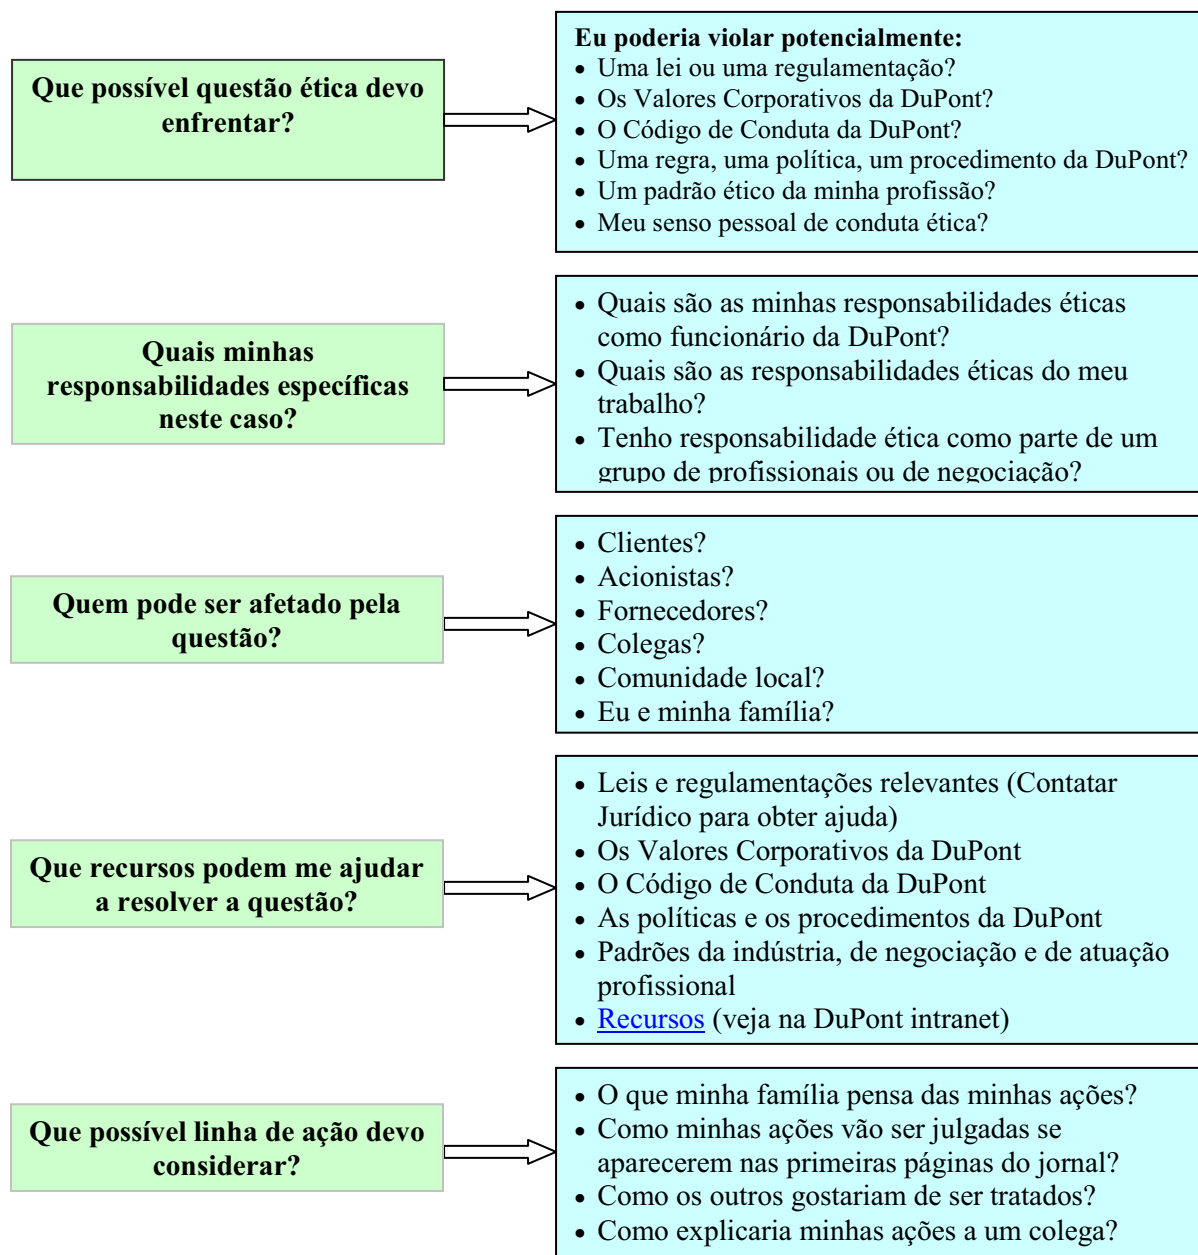 Que possível questão ética devo
enfrentar?
Eu poderia violar potencialmente:
• Uma lei ou uma regulamentação?
• Os Valores Corporativos da DuPont?
• O Código de Conduta da DuPont?
• Uma regra, uma política, um procedimento da DuPont?
• Um padrão ético da minha profissão?
• Meu senso pessoal de conduta ética?
Quais minhas
responsabilidades específicas
neste caso?
• Quais são as minhas responsabilidades éticas
como funcionário da DuPont?
• Quais são as responsabilidades éticas do meu
trabalho?
• Tenho responsabilidade ética como parte de um
grupo de profissionais ou de negociação?
Quem pode ser afetado pela
questão?
• Clientes?
• Acionistas?
• Fornecedores?
• Colegas?
• Comunidade local?
• Eu e minha família?
Que recursos podem me ajudar
a resolver a questão?
• Leis e regulamentações relevantes (Contatar
Jurídico para obter ajuda)
• Os Valores Corporativos da DuPont
• O Código de Conduta da DuPont
• As políticas e os procedimentos da DuPont
• Padrões da indústria, de negociação e de atuação
profissional
• Recursos (veja na DuPont intranet)
Que possível linha de ação devo
considerar?
• O que minha família pensa das minhas ações?
• Como minhas ações vão ser julgadas se
aparecerem nas primeiras páginas do jornal?
• Como os outros gostariam de ser tratados?
• Como explicaria minhas ações a um colega?